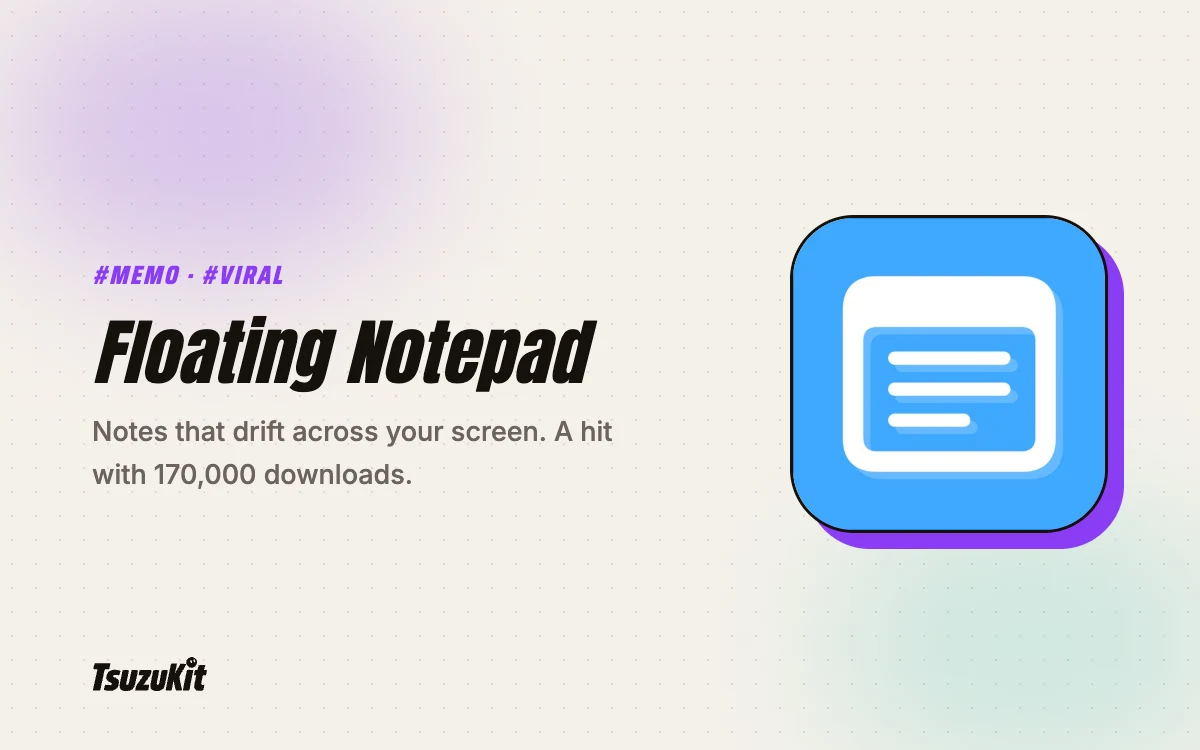 #MEMO · #VIRAL
Floating Notepad
Notes that drift across your screen. A hit
with 170,000 downloads.
TsuzuKit